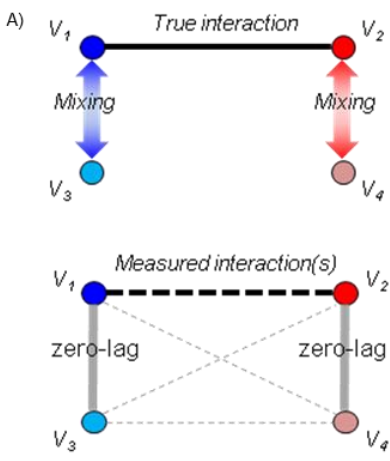 A)
V1 True interaction V2
Mixing Mixing
V3 V4
Measured interaction(s)
V1 V2
zero-lag zero-lag
V3 V4